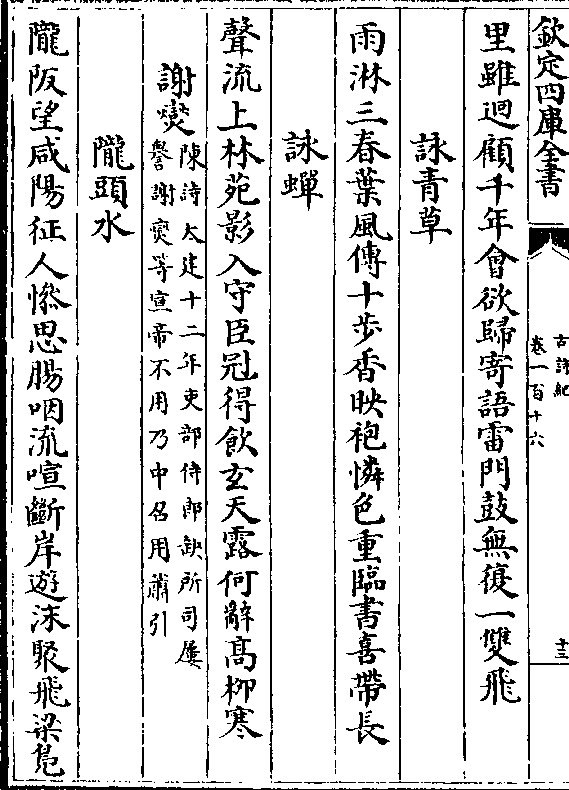 欽定四庫全書
古詩紀
卷一百十六
十三
里雖迴顧千年會欲歸寄語雷門鼓無復一雙飛
詠青草
雨淋三春葉風傳十步香映袍憐色重臨書喜帶長
詠蟬
聲流上林苑影入守臣冠得飲玄天露何辭髙柳寒
謝燮
陳詩太建十二年吏部侍郎缺所司屢
譽謝燮等宣帝不用乃中召用蕭引
隴頭水
隴阪望咸陽征人慘思腸咽流喧斷岸遊沫聚飛梁鳬